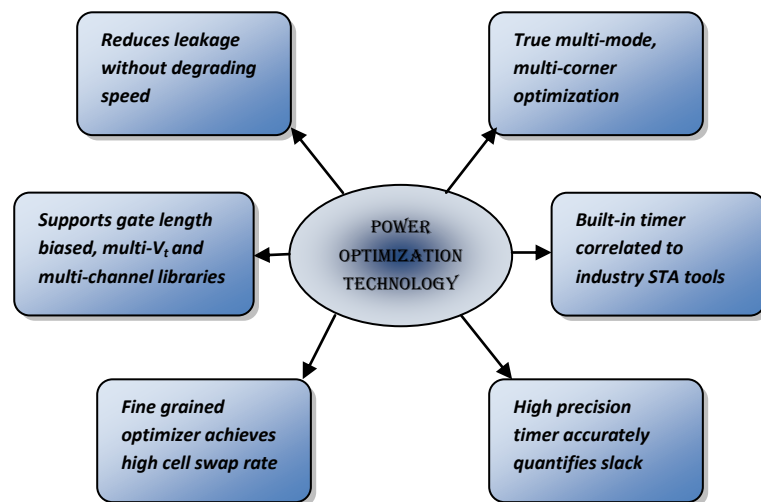 Reduces leakage
without degrading
speed
True multi-mode,
multi-corner
optimization
Supports gate length
biased, multi-Vt and
multi-channel libraries
POWER
OPTIMIZATION
TECHNOLOGY
Built-in timer
correlated to
industry STA tools
Fine grained
optimizer achieves
high cell swap rate
High precision
timer accurately
quantifies slack